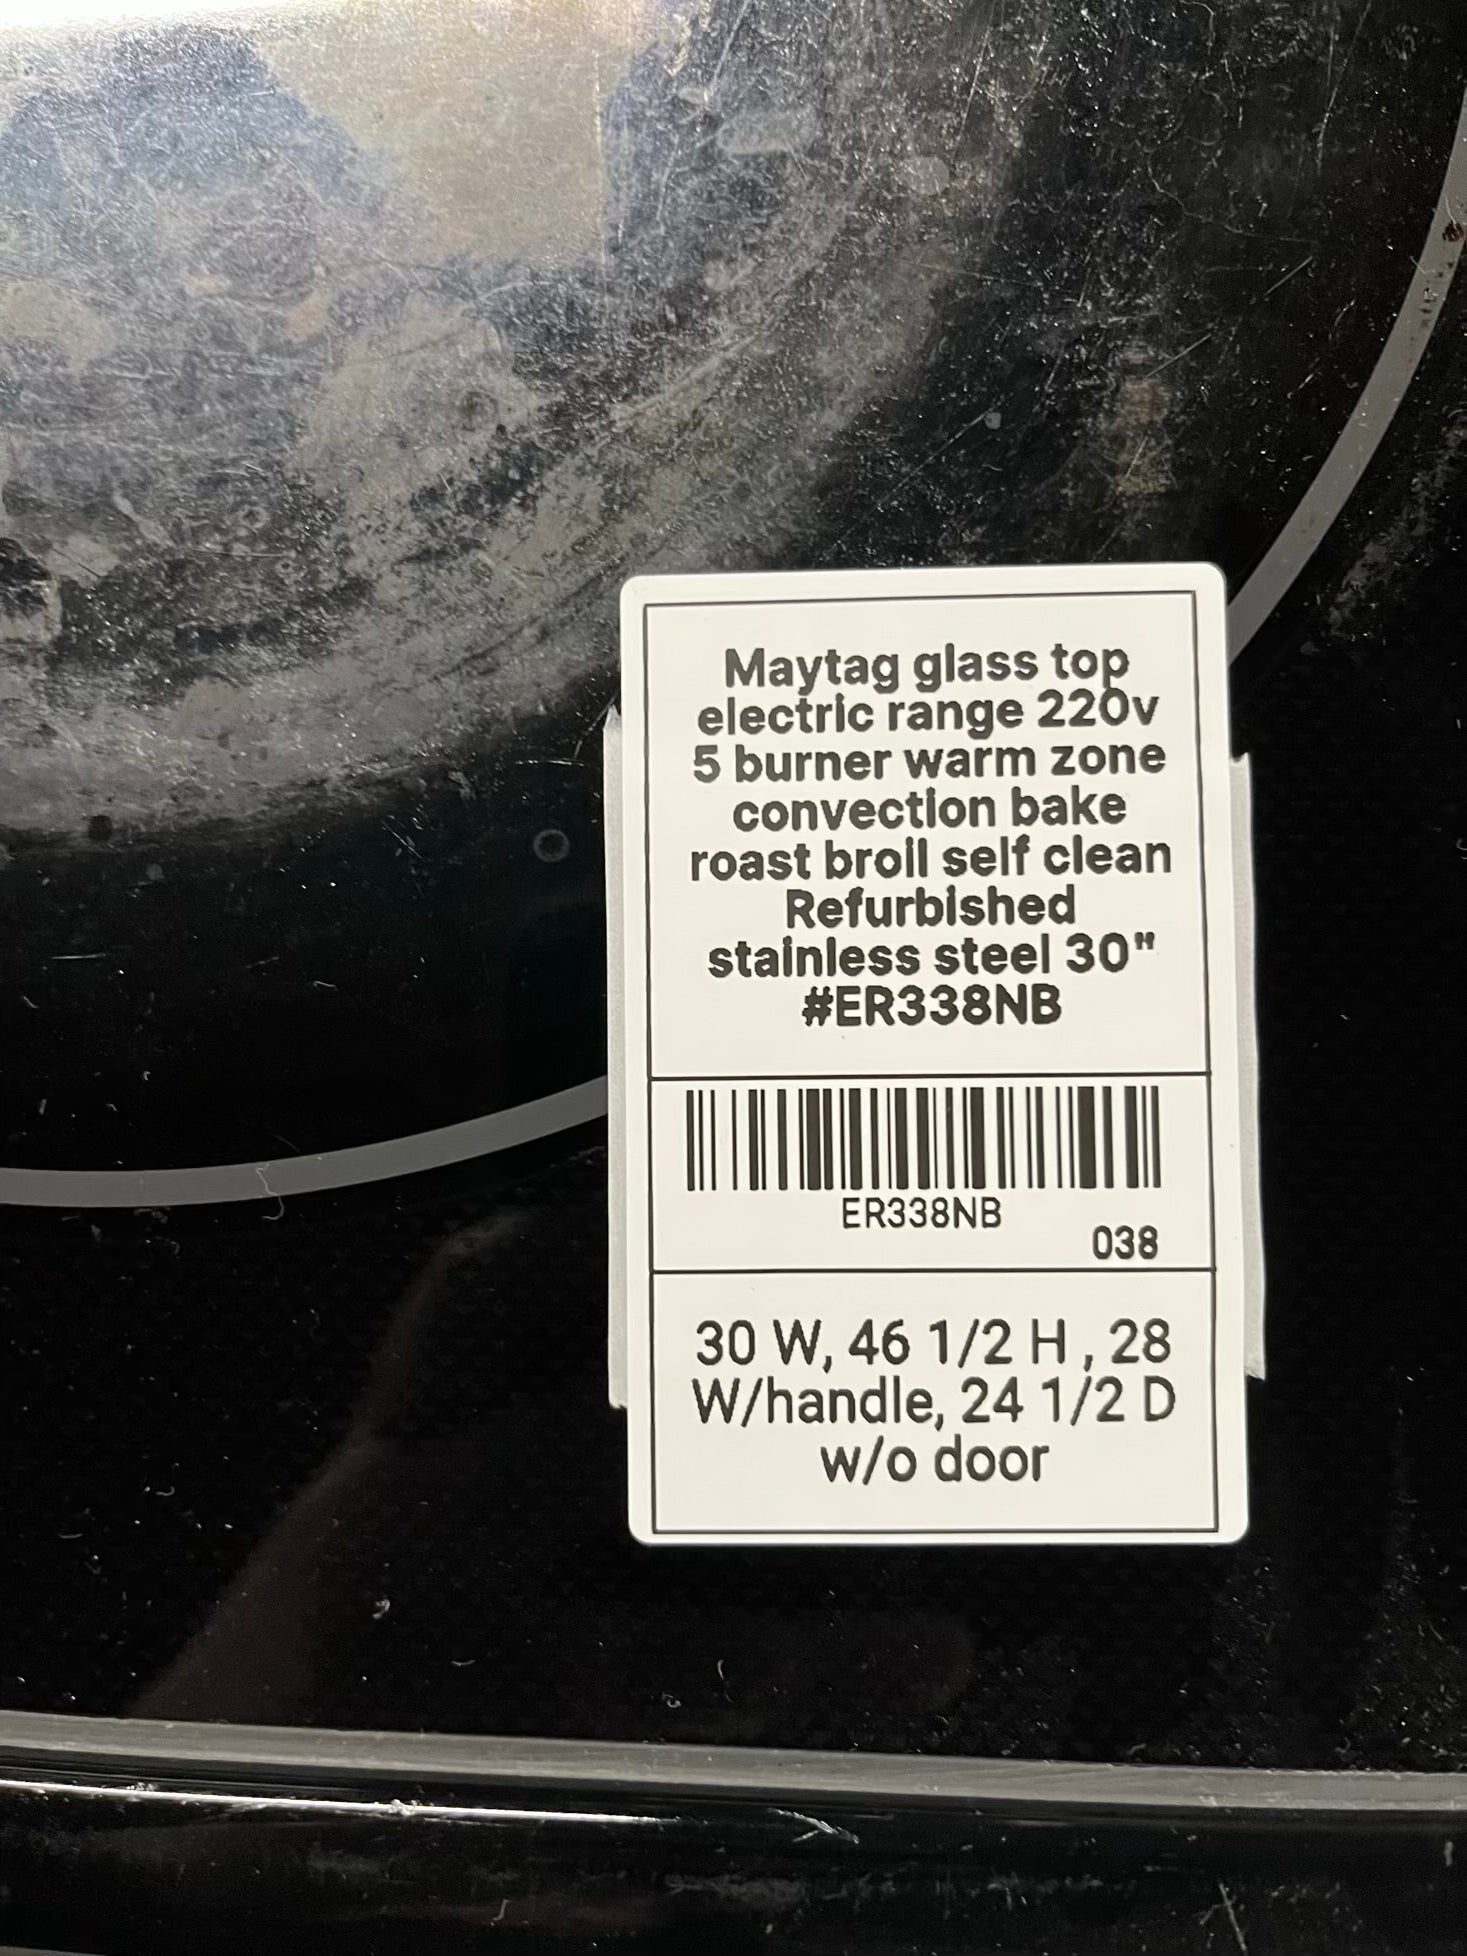 Maytag glass top
electric range 220v
5 burner warm zone
convection bake
roast broil self clean
Refurbished
stainless steel 30"
#ER338NB
ER338NB
038
30 W, 46 1/2 H , 28
W/handle, 24 1/2 D
w/o door